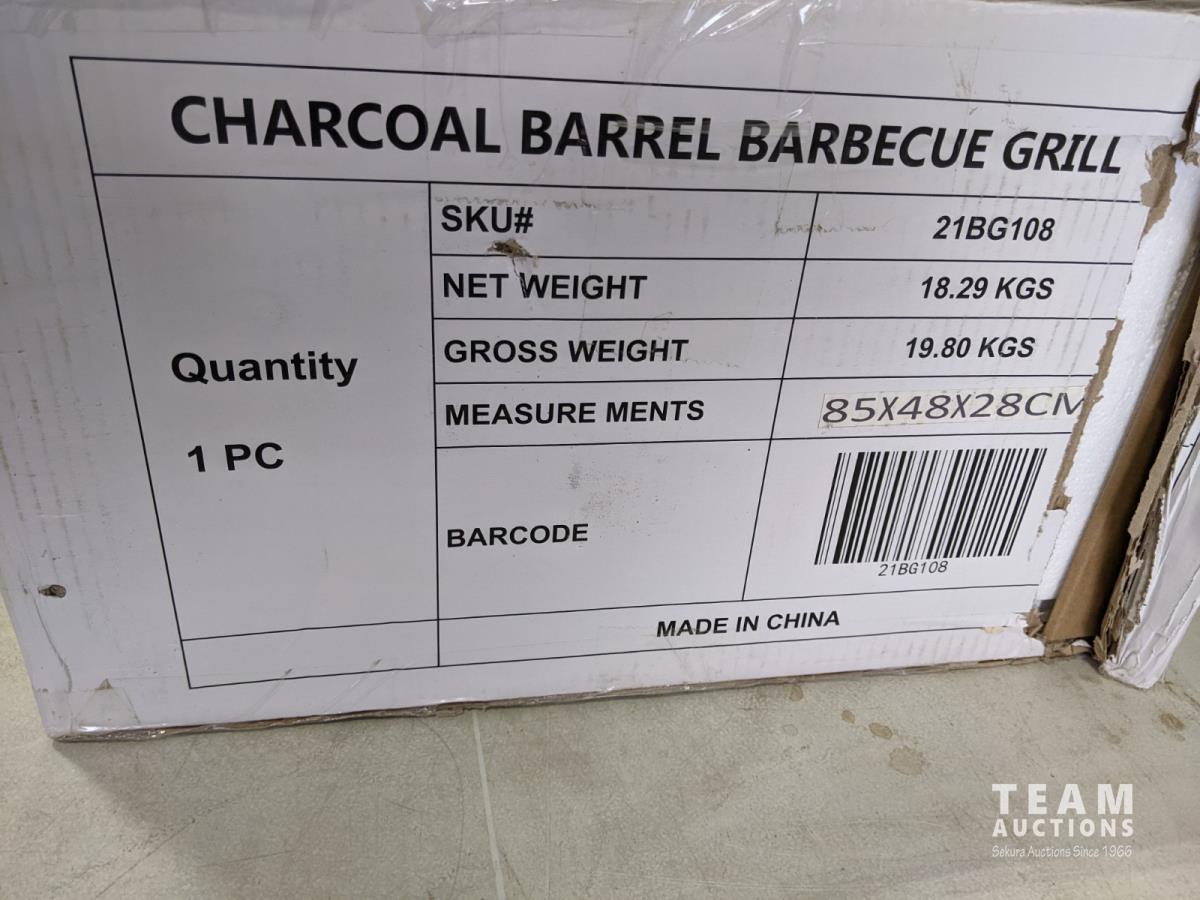 CHARCOAL BARREL BARBECUE GRILL
Quantity
1 PC
SKU# 21BG108
NET WEIGHT 18.29 KGS
GROSS WEIGHT 19.80 KGS
MEASURE MENTS 85X48X28CM
BARCODE
21BG108
MADE IN CHINA
TEAM
AUCTIONS
Sekura Auctions Since 1966